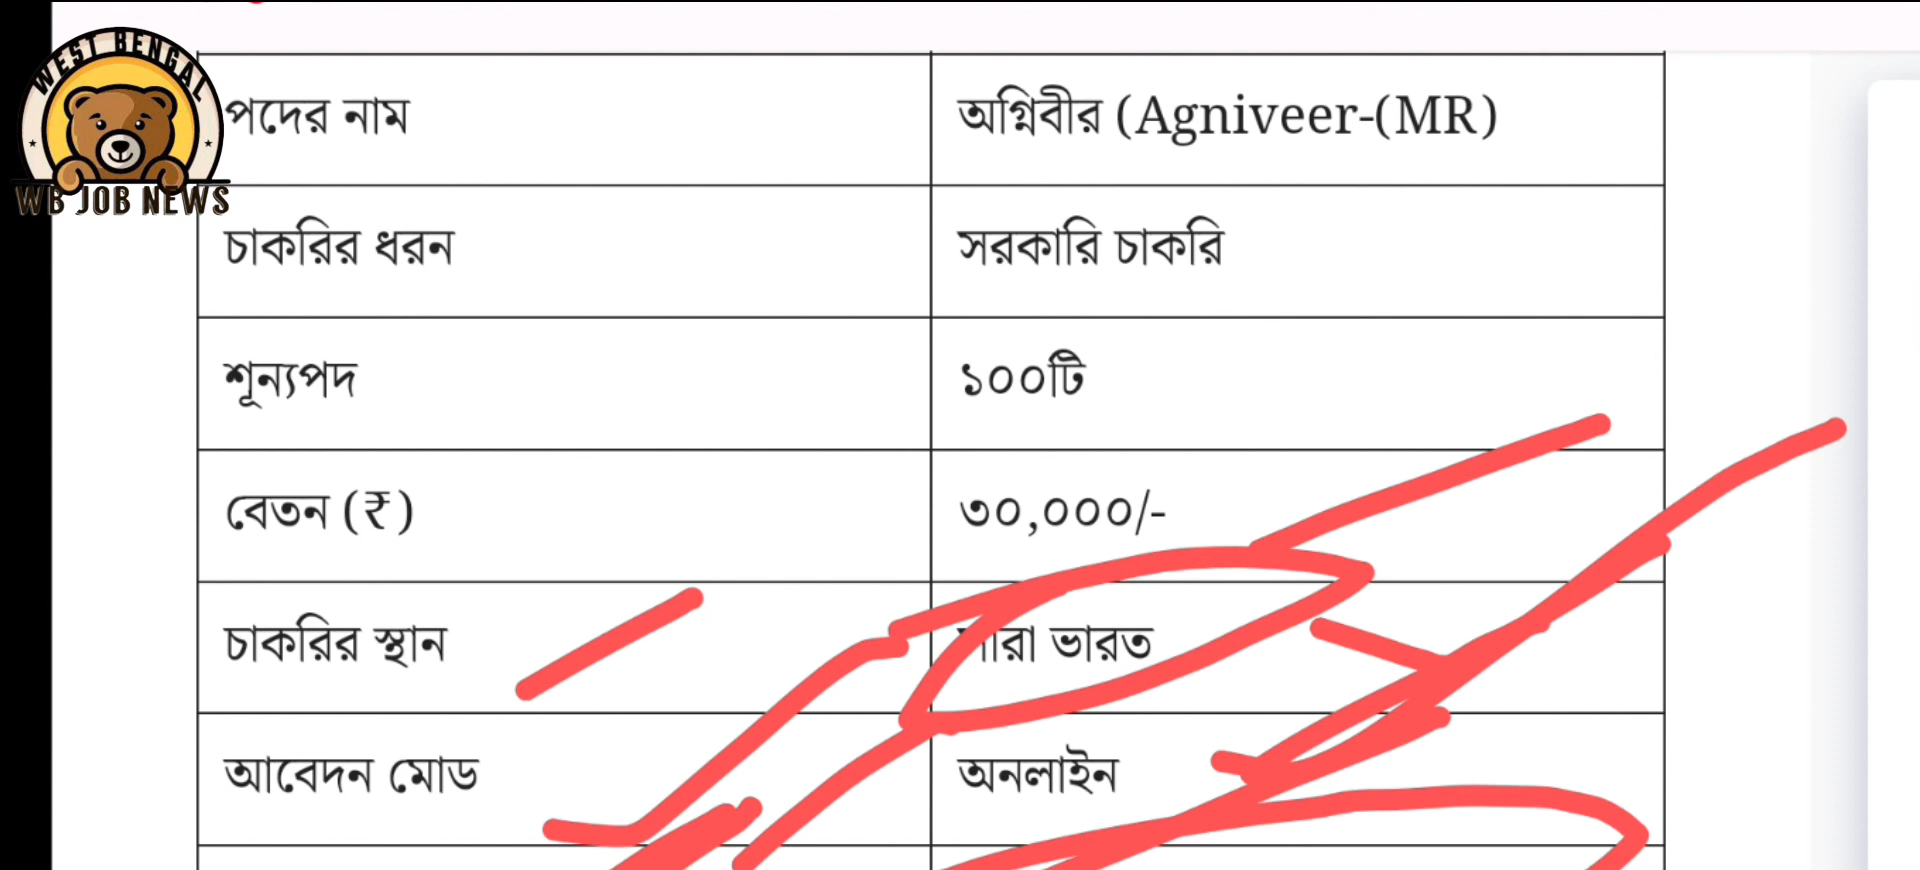 WEST BENGAL
WB JOB NEWS
পদের নাম অগ্নিবীর (Agniveer-(MR)
চাকরির ধরন সরকারি চাকরি
শূন্যপদ ১০০টি
বেতন (₹) ৩০,০০০/-
চাকরির স্থান ভারত
আবেদন মোড অনলাইন